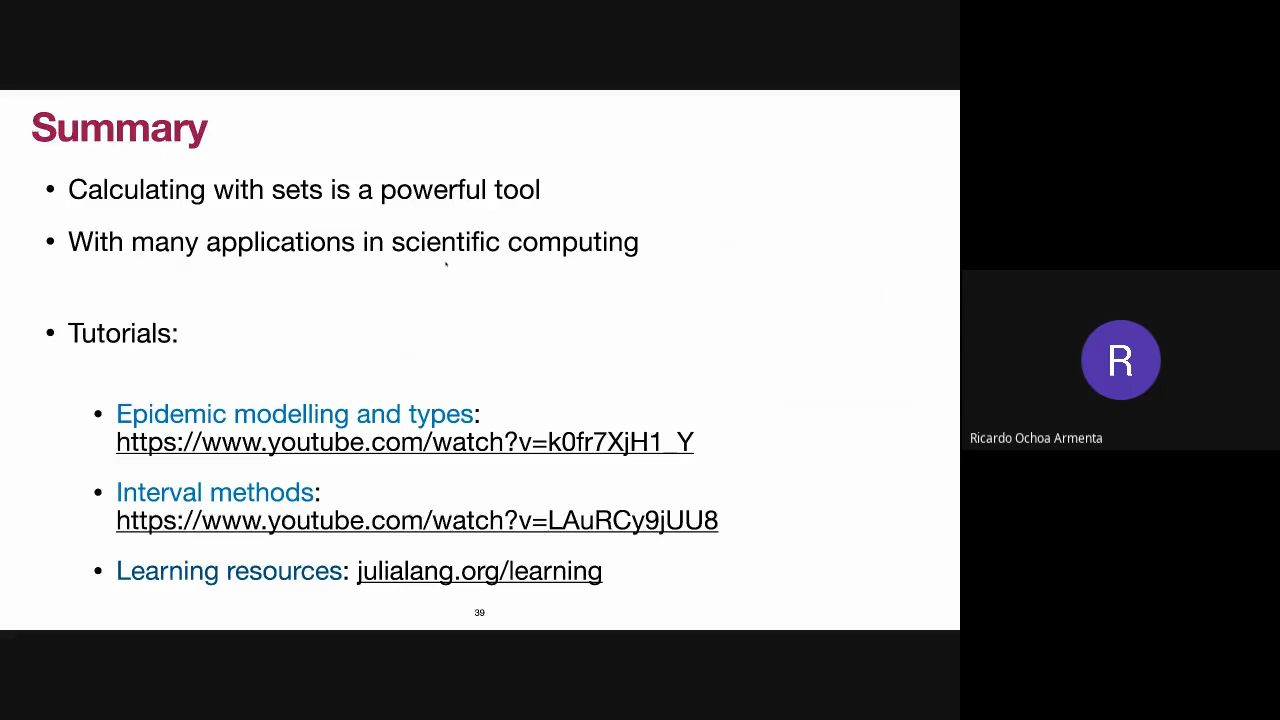 Summary
• Calculating with sets is a powerful tool
• With many applications in scientific computing
• Tutorials:
• Epidemic modelling and types:
https://www.youtube.com/watch?v=k0fr7XjH1_Y
• Interval methods:
https://www.youtube.com/watch?v=LAuRCy9jUU8
• Learning resources: julialang.org/learning
39
R
Ricardo Ochoa Armenta